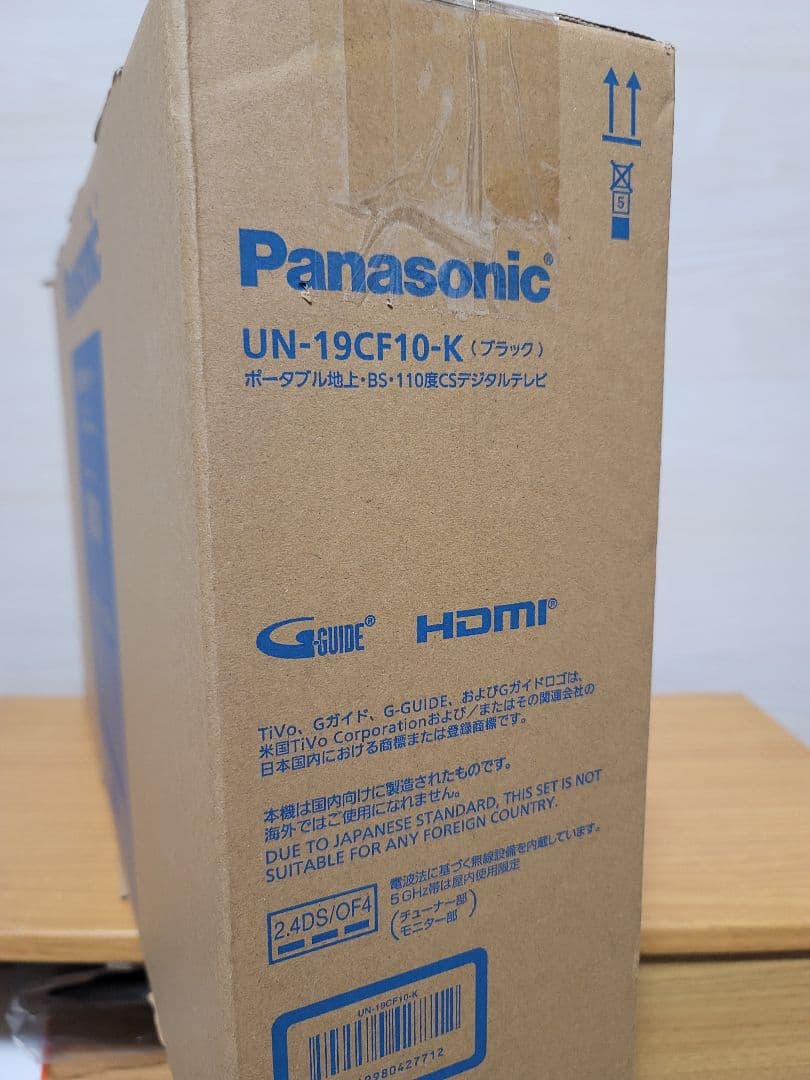 Panasonic®
UN-19CF10-K（ブラック）
ポータブル地上・BS・110度CSデジタルテレビ
5
G-GUIDE®
HDMI®
TiVo、Gガイド、G-GUIDE、およびGガイドロゴは、
米国TiVo Corporationおよび／またはその関連会社の
日本国内における商標または登録商標です。
本機は国内向けに製造されたものです。
海外ではご使用になれません。
DUE TO JAPANESE STANDARD, THIS SET IS NOT
SUITABLE FOR ANY FOREIGN COUNTRY.
2.4DS/OF4
電波法に基づく無線設備を内蔵しています。
5GHz帯は屋内使用限定
（チューナー部
モニター部）
UN-19CF10-K
980427712
Panasonic